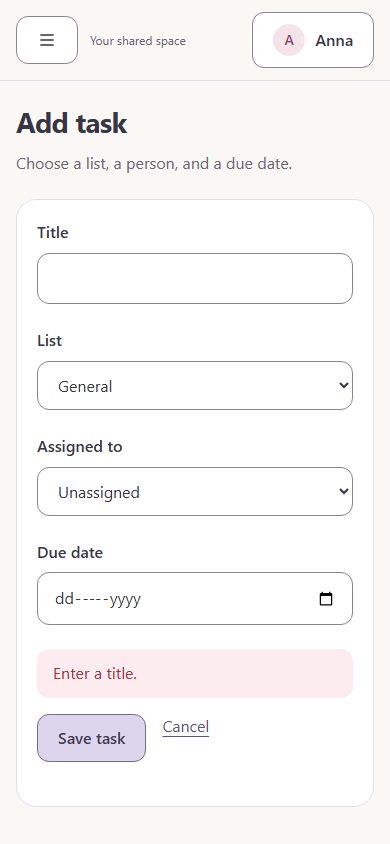 Your shared space
A Anna
Add task
Choose a list, a person, and a due date.
Title
List
General
Assigned to
Unassigned
Due date
dd-----yyyy
Enter a title.
Save task Cancel